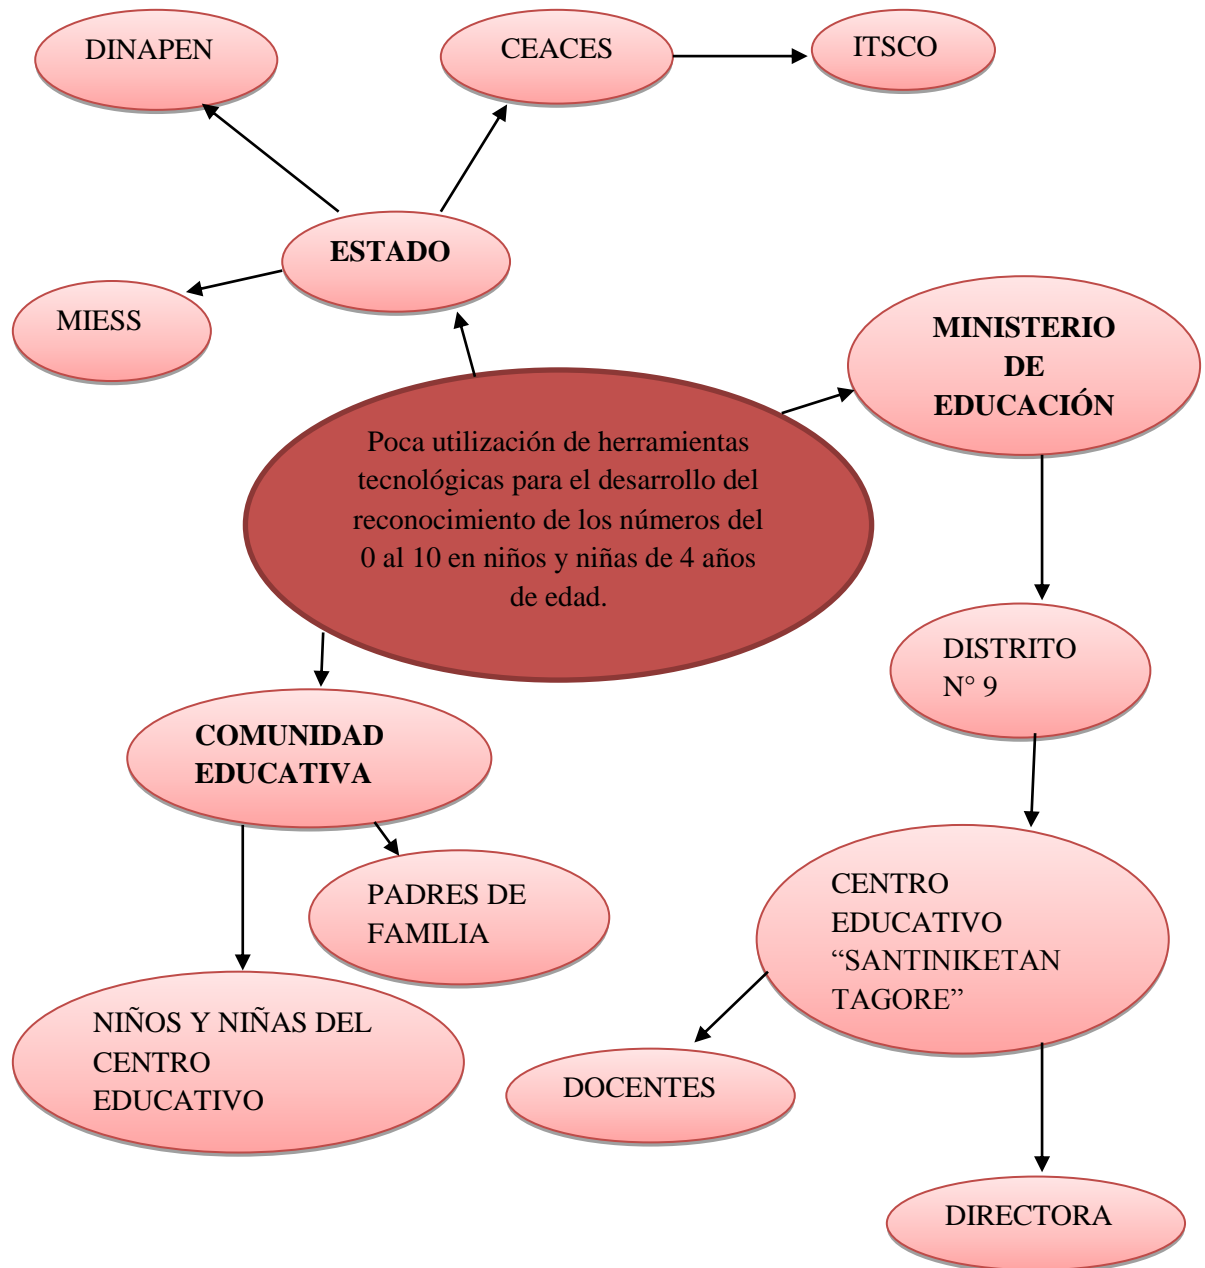 DINAPEN
CEACES
ITSCO
ESTADO
MIESS
MINISTERIO
DE
EDUCACIÓN
Poca utilización de herramientas
tecnológicas para el desarrollo del
reconocimiento de los números del
0 al 10 en niños y niñas de 4 años
de edad.
DISTRITO
N° 9
COMUNIDAD
EDUCATIVA
PADRES DE
FAMILIA
CENTRO
EDUCATIVO
“SANTINIKETAN
TAGORE”
NIÑOS Y NIÑAS DEL
CENTRO
EDUCATIVO
DOCENTES
DIRECTORA